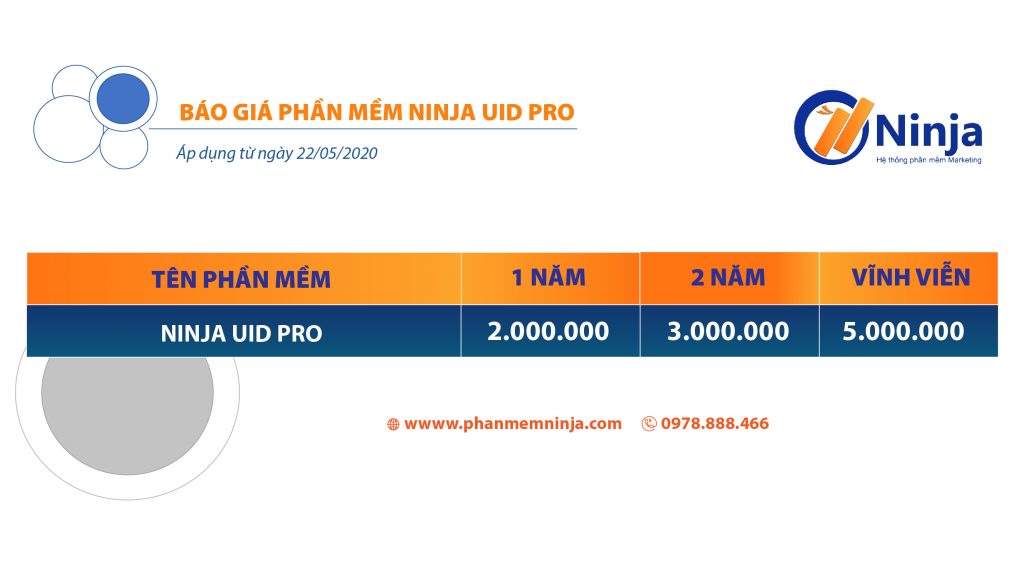 BÁO GIÁ PHẦN MỀM NINJA UID PRO
Áp dụng từ ngày 22/05/2020
Ninja
Hệ thống phần mềm Marketing
TÊN PHẦN MỀM 1 NĂM 2 NĂM VĨNH VIỄN
NINJA UID PRO 2.000.000 3.000.000 5.000.000
www.phanmemninja.com 0978.888.466